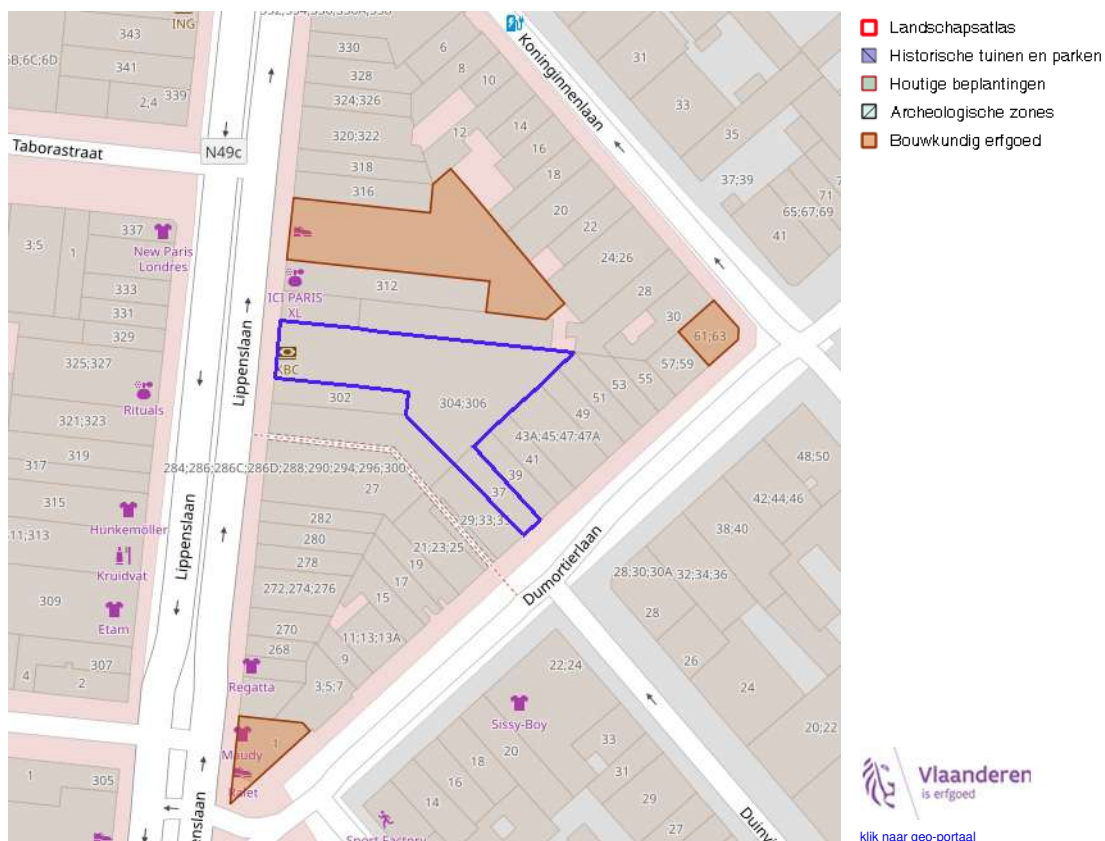 ING
343
341
2;4
339
Taborastraat
N49c
330
328
324;326
320;322
318
316
6
8
10
12
14
16
18
20
22
24;26
28
30
Koninginnenlaan
31
33
35
37;39
65;67;69
71
41
61;63
57;59
55
53
51
49
43A;45;47;47A
41
39
37
3;5
1
337
New Paris
Londres
333
331
329
325;327
Rituals
321;323
319
317
315
Hunkemöller
Kruidvat
309
Etam
307
4
2
1
305
Lippenslaan
Lippenslaan
ICI PARIS
XL
312
KBC
302
304;306
284;286;286C;286D;288;290;294;296;300
27
282
280
278
272,274;276
270
268
21;23;25
19
17
15
11;13;13A
9
3,5;7
Regatta
Maudy
1
Dumortierlaan
48;50
42;44;46
38;40
32;34;36
28;30;30A
28
26
24
20;22
22;24
Sissy-Boy
20
18
16
14
33
31
29
27
Sport Factory
Landschapsatlas
Historische tuinen en parken
Houtige beplantingen
Archeologische zones
Bouwkundig erfgoed
Vlaanderen
is erfgoed
klik naar geo-portaal